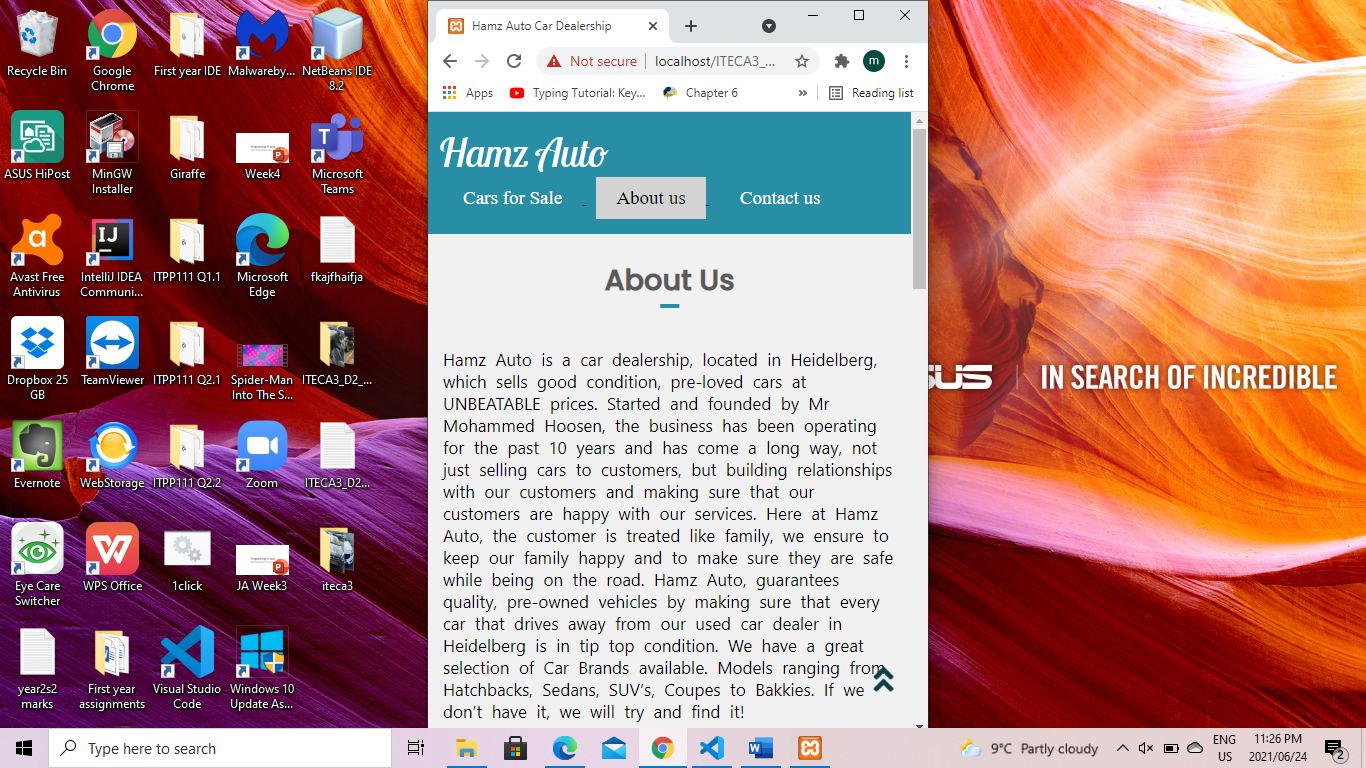 Recycle Bin
Google
Chrome
First year IDE
Malwareby...
NetBeans IDE
8.2
ASUS HiPost
MinGW
Installer
Giraffe
Week4
Microsoft
Teams
Avast Free
Antivirus
IntelliJ IDEA
Communi...
ITPP111 Q1.1
Microsoft
Edge
fkajfhaifja
Dropbox 25
GB
TeamViewer
ITPP111 Q2.1
Spider-Man
Into The S...
ITECA3_D2_...
Evernote
WebStorage
ITPP111 Q2.2
Zoom
ITECA3_D2...
Eye Care
Switcher
WPS Office
1click
JA Week3
iteca3
year2s2
marks
First year
assignments
Visual Studio
Code
Windows 10
Update As...
Hamz Auto Car Dealership
Not secure
localhost/ITECA3_...
m
Apps
Typing Tutorial: Key...
Chapter 6
»
Reading list
Hamz Auto
Cars for Sale
About us
Contact us
About Us
Hamz Auto is a car dealership, located in Heidelberg,
which sells good condition, pre-loved cars at
UNBEATABLE prices. Started and founded by Mr
Mohammed Hoosen, the business has been operating
for the past 10 years and has come a long way, not
just selling cars to customers, but building relationships
with our customers and making sure that our
customers are happy with our services. Here at Hamz
Auto, the customer is treated like family, we ensure to
keep our family happy and to make sure they are safe
while being on the road. Hamz Auto, guarantees
quality, pre-owned vehicles by making sure that every
car that drives away from our used car dealer in
Heidelberg is in tip top condition. We have a great
selection of Car Brands available. Models ranging from
Hatchbacks, Sedans, SUV's, Coupes to Bakkies. If we
don't have it, we will try and find it!
IN SEARCH OF INCREDIBLE
Type here to search
9°C Partly cloudy
ENG
US
11:26 PM
2021/06/24
2